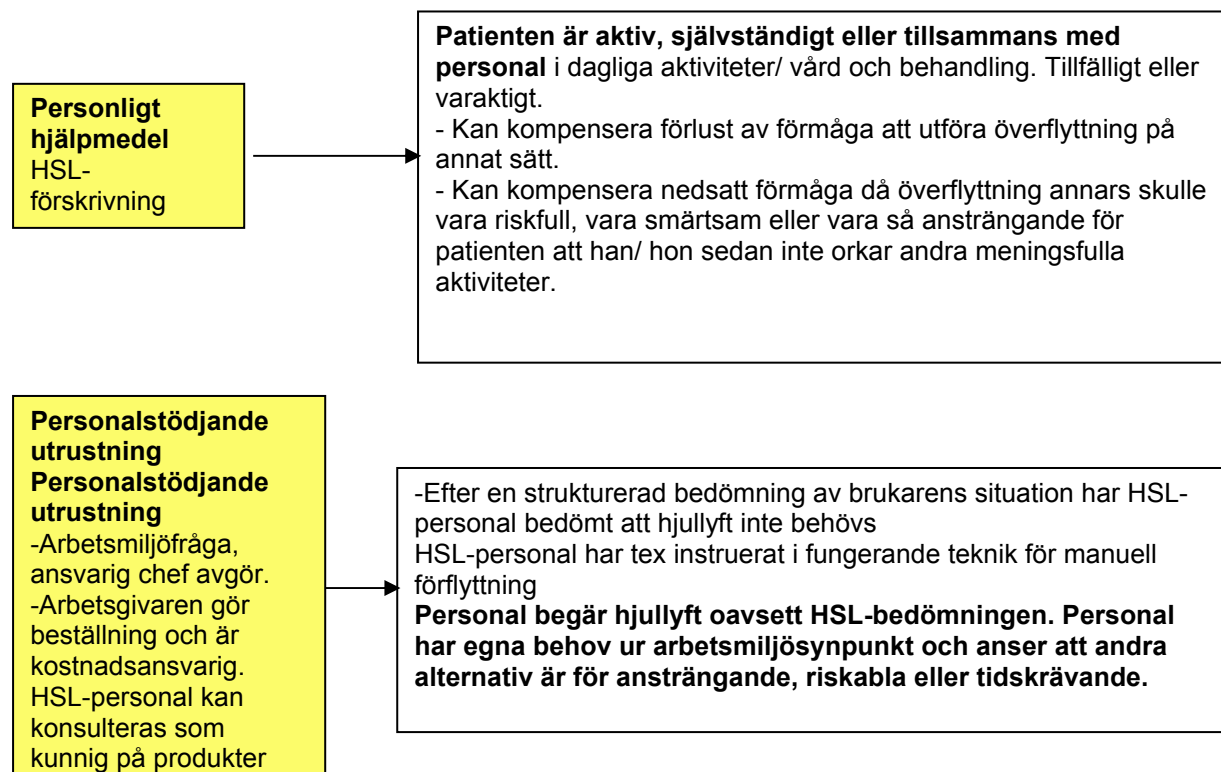 Personligt
hjälpmedel
HSL-
förskrivning
Patienten är aktiv, självständigt eller tillsammans med
personal i dagliga aktiviteter/ vård och behandling. Tillfälligt eller
varaktigt.
- Kan kompensera förlust av förmåga att utföra överflyttning på
annat sätt.
- Kan kompensera nedsatt förmåga då överflyttning annars skulle
vara riskfull, vara smärtsam eller vara så ansträngande för
patienten att han/ hon sedan inte orkar andra meningsfulla
aktiviteter.
Personalstödjande
utrustning
Personalstödjande
utrustning
-Arbetsmiljöfråga,
ansvarig chef avgör.
-Arbetsgivaren gör
beställning och är
kostnadsansvarig.
HSL-personal kan
konsulteras som
kunnig på produkter
-Efter en strukturerad bedömning av brukarens situation har HSL-
personal bedömt att hjullyft inte behövs
HSL-personal har tex instruerat i fungerande teknik för manuell
förflyttning
Personal begär hjullyft oavsett HSL-bedömningen. Personal
har egna behov ur arbetsmiljösynpunkt och anser att andra
alternativ är för ansträngande, riskabla eller tidskrävande.